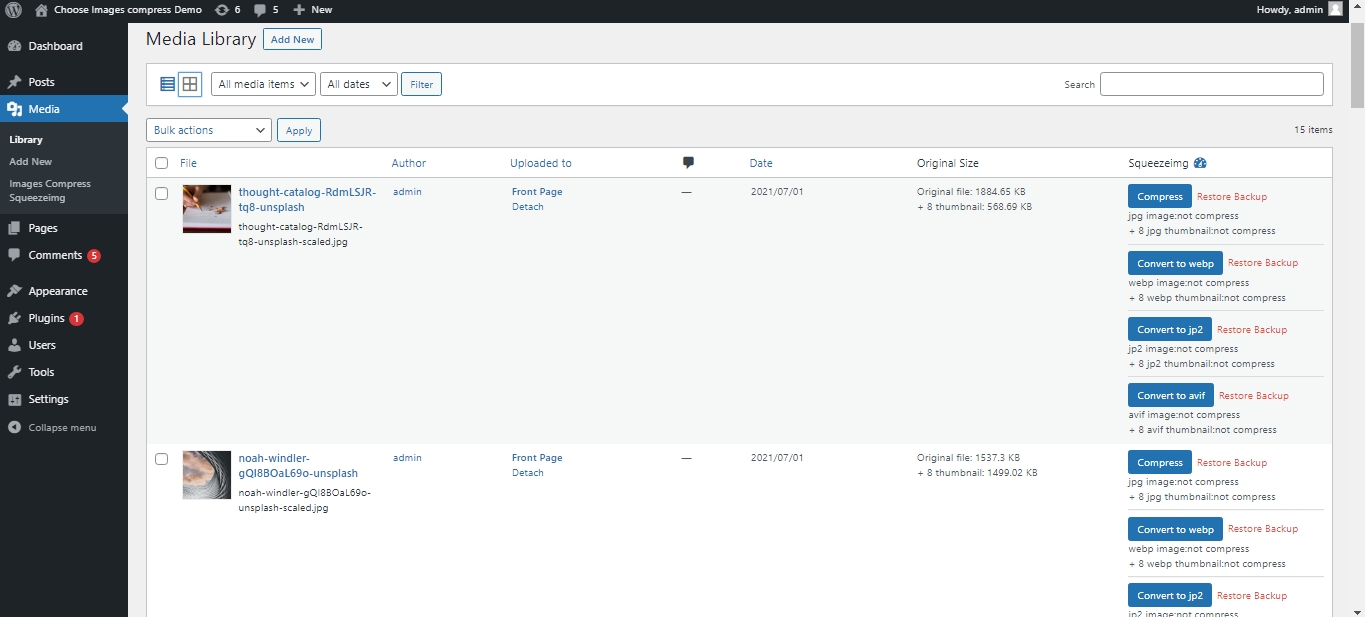 Choose Images compress Demo 6 5 New Howdy, admin
Dashboard
Posts
Media
Library
Add New
Images Compress
Squeezeimg
Pages
Comments 5
Appearance
Plugins 1
Users
Tools
Settings
Collapse menu
Media Library Add New
All media items All dates Filter Search
Bulk actions Apply 15 items
File Author Uploaded to Date Original Size Squeezeimg
thought-catalog-RdmLSJR-
tq8-unsplash
thought-catalog-RdmLSJR-
tq8-unsplash-scaled.jpg
admin
Front Page
Detach
—
2021/07/01
Original file: 1884.65 KB
+ 8 thumbnail: 568.69 KB
Compress Restore Backup
jpg image:not compress
+ 8 jpg thumbnail:not compress
Convert to webp Restore Backup
webp image:not compress
+ 8 webp thumbnail:not compress
Convert to jp2 Restore Backup
jp2 image:not compress
+ 8 jp2 thumbnail:not compress
Convert to avif Restore Backup
avif image:not compress
+ 8 avif thumbnail:not compress
noah-windler-
gQI8BOaL69o-unsplash
noah-windler-gQI8BOaL69o-
unsplash-scaled.jpg
admin
Front Page
Detach
—
2021/07/01
Original file: 1537.3 KB
+ 8 thumbnail: 1499.02 KB
Compress Restore Backup
jpg image:not compress
+ 8 jpg thumbnail:not compress
Convert to webp Restore Backup
webp image:not compress
+ 8 webp thumbnail:not compress
Convert to jp2 Restore Backup
jp2 image:not compress